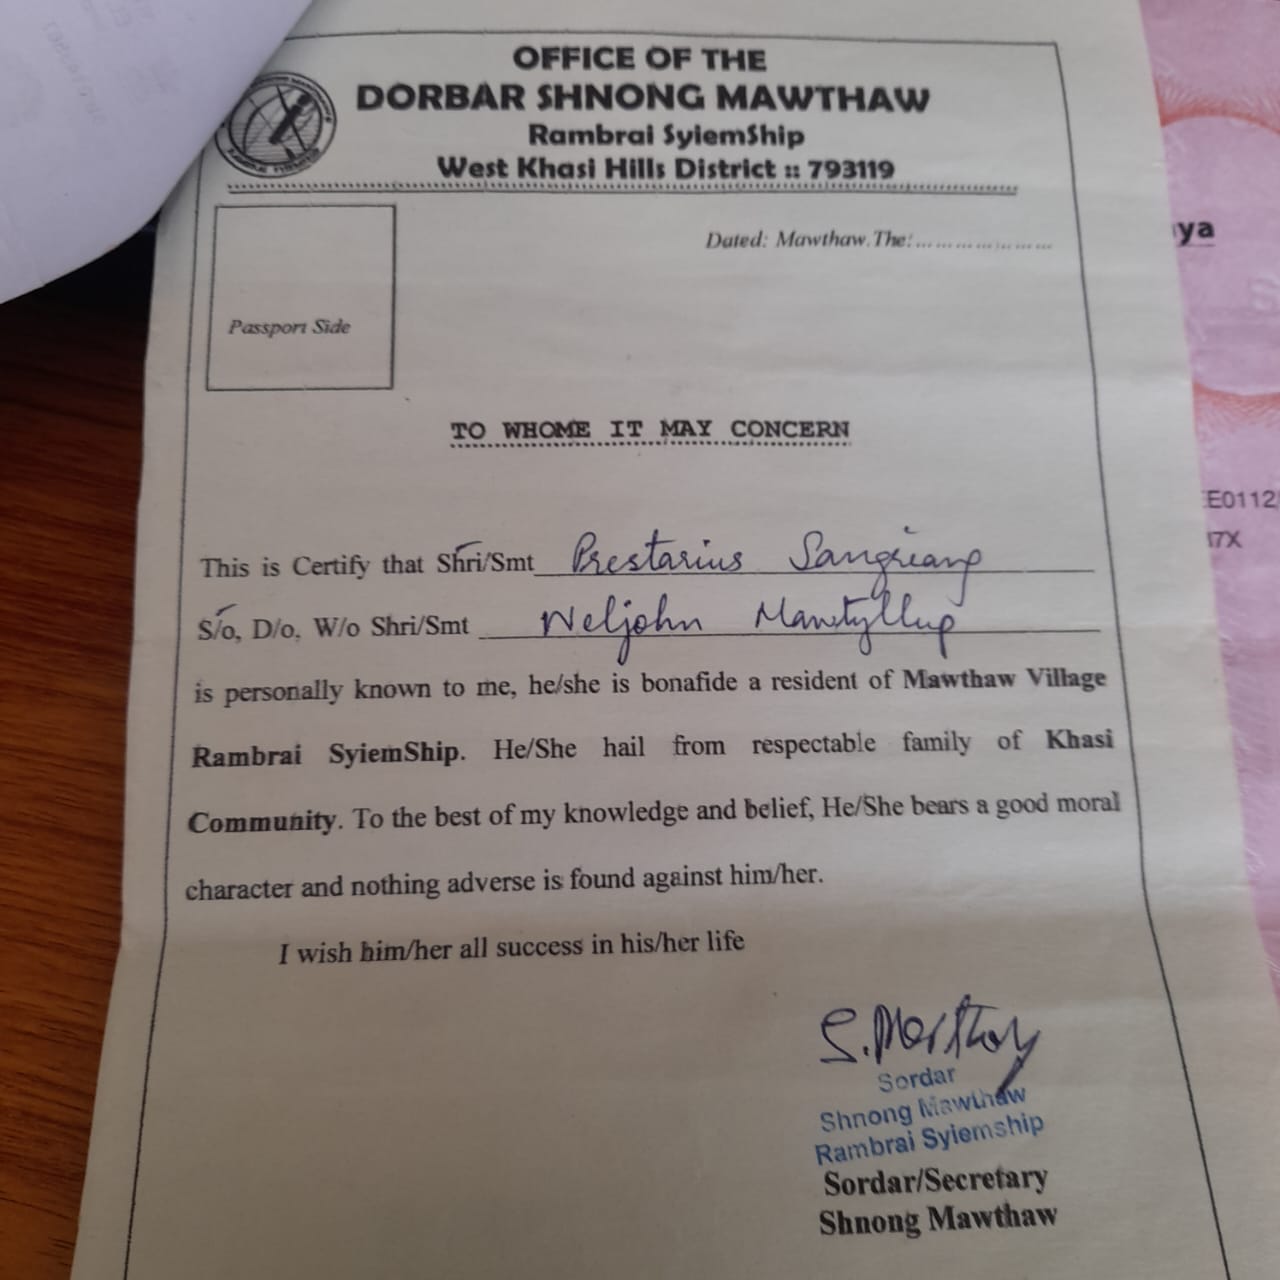 OFFICE OF THE
DORBAR SHNONG MAWTHAW
Rambrai SyiemShip
West Khasi Hills District :: 793119
Dated: Mawthaw.The:.....................
Passport Side
TO WHOME IT MAY CONCERN
This is Certify that Shri/Smt Prestarius Sangriang
S/o, D/o, W/o Shri/Smt Neljohn Mawtyllup
is personally known to me, he/she is bonafide a resident of Mawthaw Village
Rambrai SyiemShip. He/She hail from respectable family of Khasi
Community. To the best of my knowledge and belief, He/She bears a good moral
character and nothing adverse is found against him/her.
I wish him/her all success in his/her life
Sordar
Shnong Mawthaw
Rambrai Syiemship
Sordar/Secretary
Shnong Mawthaw
ya
E0112
17X